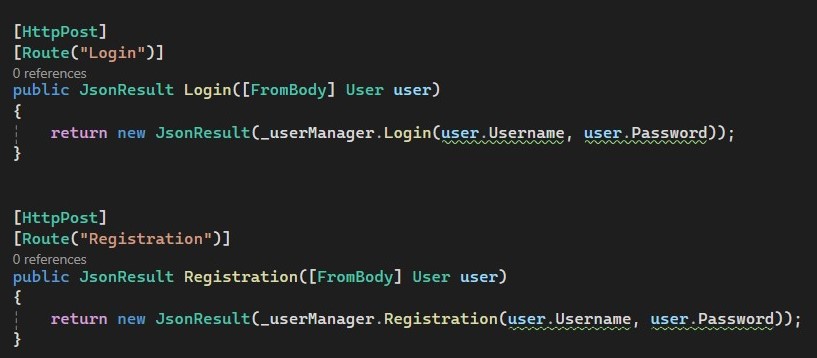 [HttpPost]
[Route("Login")]
0 references
public JsonResult Login([FromBody] User user)
{
return new JsonResult(_userManager.Login(user.Username, user.Password));
}
[HttpPost]
[Route("Registration")]
0 references
public JsonResult Registration([FromBody] User user)
{
return new JsonResult(_userManager.Registration(user.Username, user.Password));
}